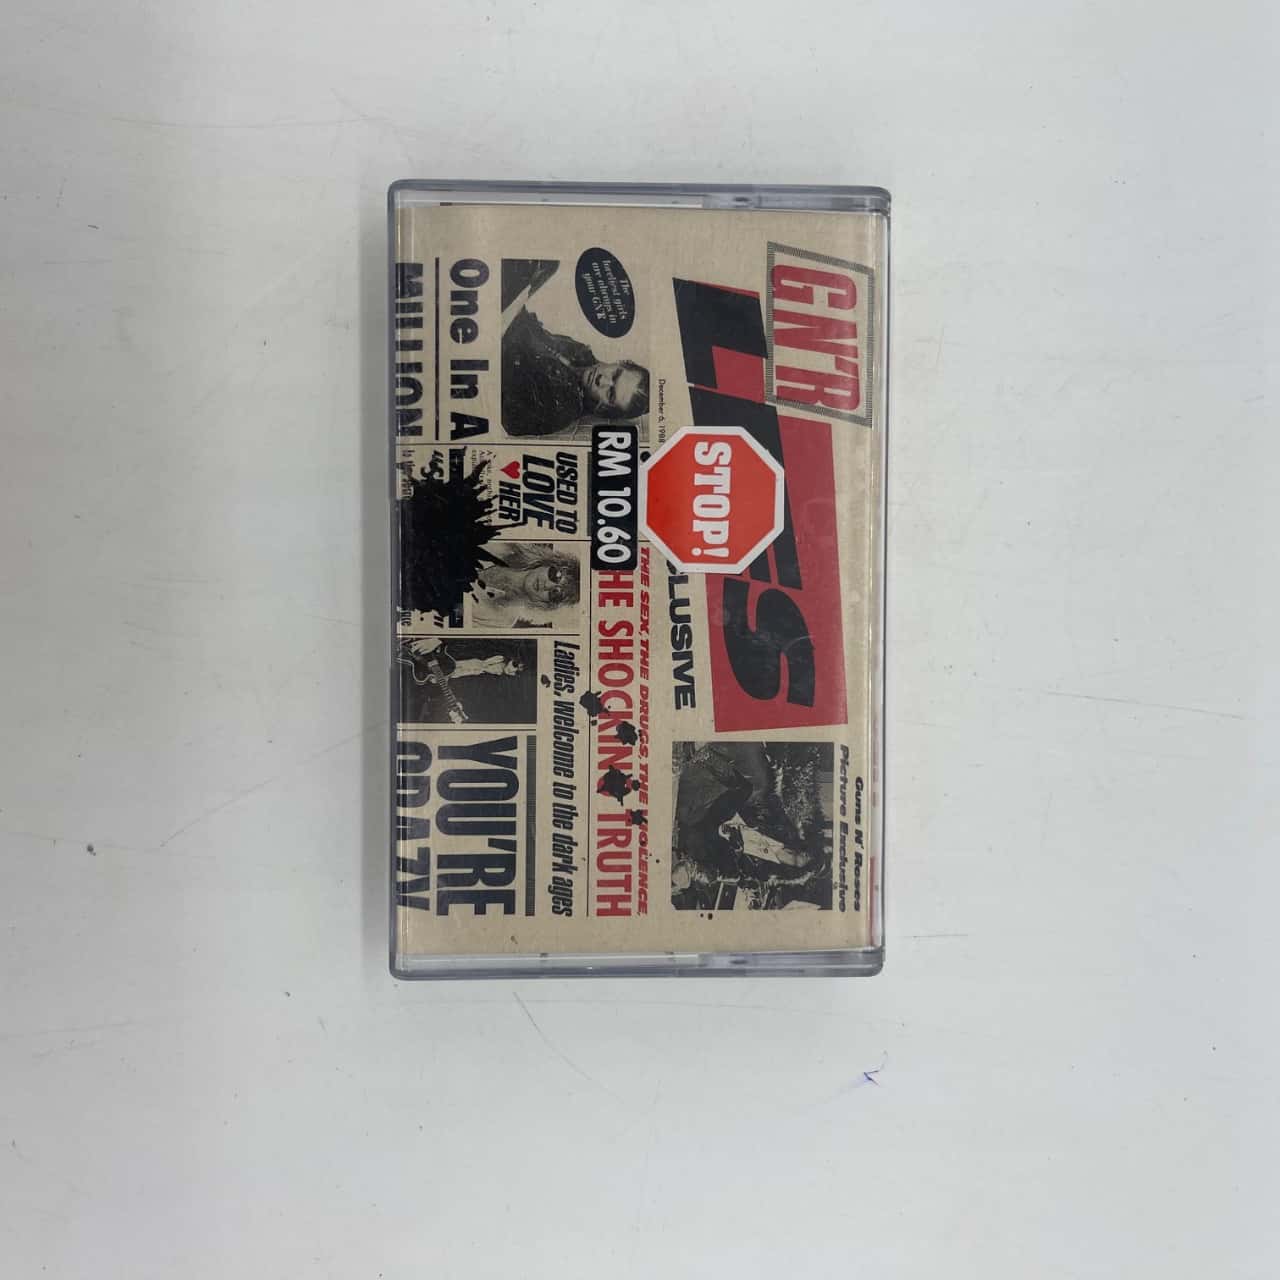 GN'R
LIES
Guns N' Roses
Picture Exclusive
December 6, 1988
STOP!
RM 10.60
THE SEX, THE DRUGS, THE VIOLENCE,
HE SHOCKING TRUTH
The
loveliest girls
are always in
your GN'R
USED TO
LOVE
HER
Ladies, welcome to the dark ages
One In A
MILLION
YOU'RE
CRAZY